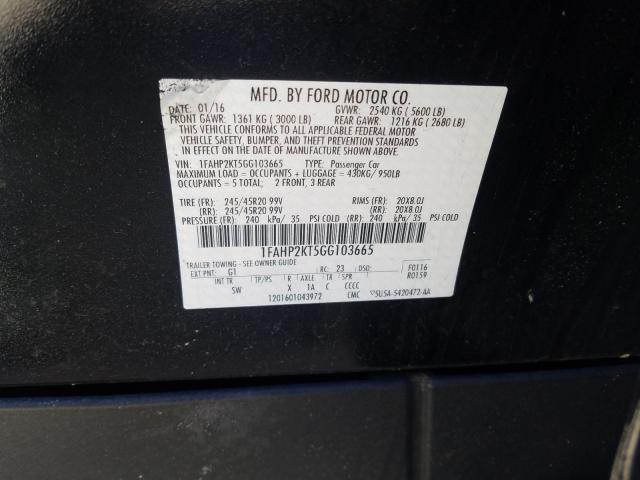 MFD. BY FORD MOTOR CO.
DATE: 01/16 GVWR: 2540 KG ( 5600 LB)
FRONT GAWR: 1361 KG ( 3000 LB) REAR GAWR: 1216 KG ( 2680 LB)
THIS VEHICLE CONFORMS TO ALL APPLICABLE FEDERAL MOTOR
VEHICLE SAFETY, BUMPER, AND THEFT PREVENTION STANDARDS
IN EFFECT ON THE DATE OF MANUFACTURE SHOWN ABOVE.
VIN: 1FAHP2KT5GG103665 TYPE: Passenger Car
MAXIMUM LOAD = OCCUPANTS + LUGGAGE = 430KG/ 950LB
OCCUPANTS = 5 TOTAL; 2 FRONT, 3 REAR
TIRE (FR): 245/45R20 99V RIMS (FR): 20X8.0J
(RR): 245/45R20 99V (RR): 20X8.0J
PRESSURE (FR): 240 kPa/ 35 PSI COLD (RR): 240 kPa/ 35 PSI COLD
1FAHP2KT5GG103665
TRAILER TOWING - SEE OWNER GUIDE
EXT PNT: G1 RC: 23 DSO: F0116
INT TR TP/PS R AXLE TR SPR R0159
SW X 1A C CCCC
1201601043972 CMC 5U5A-5420472-AA